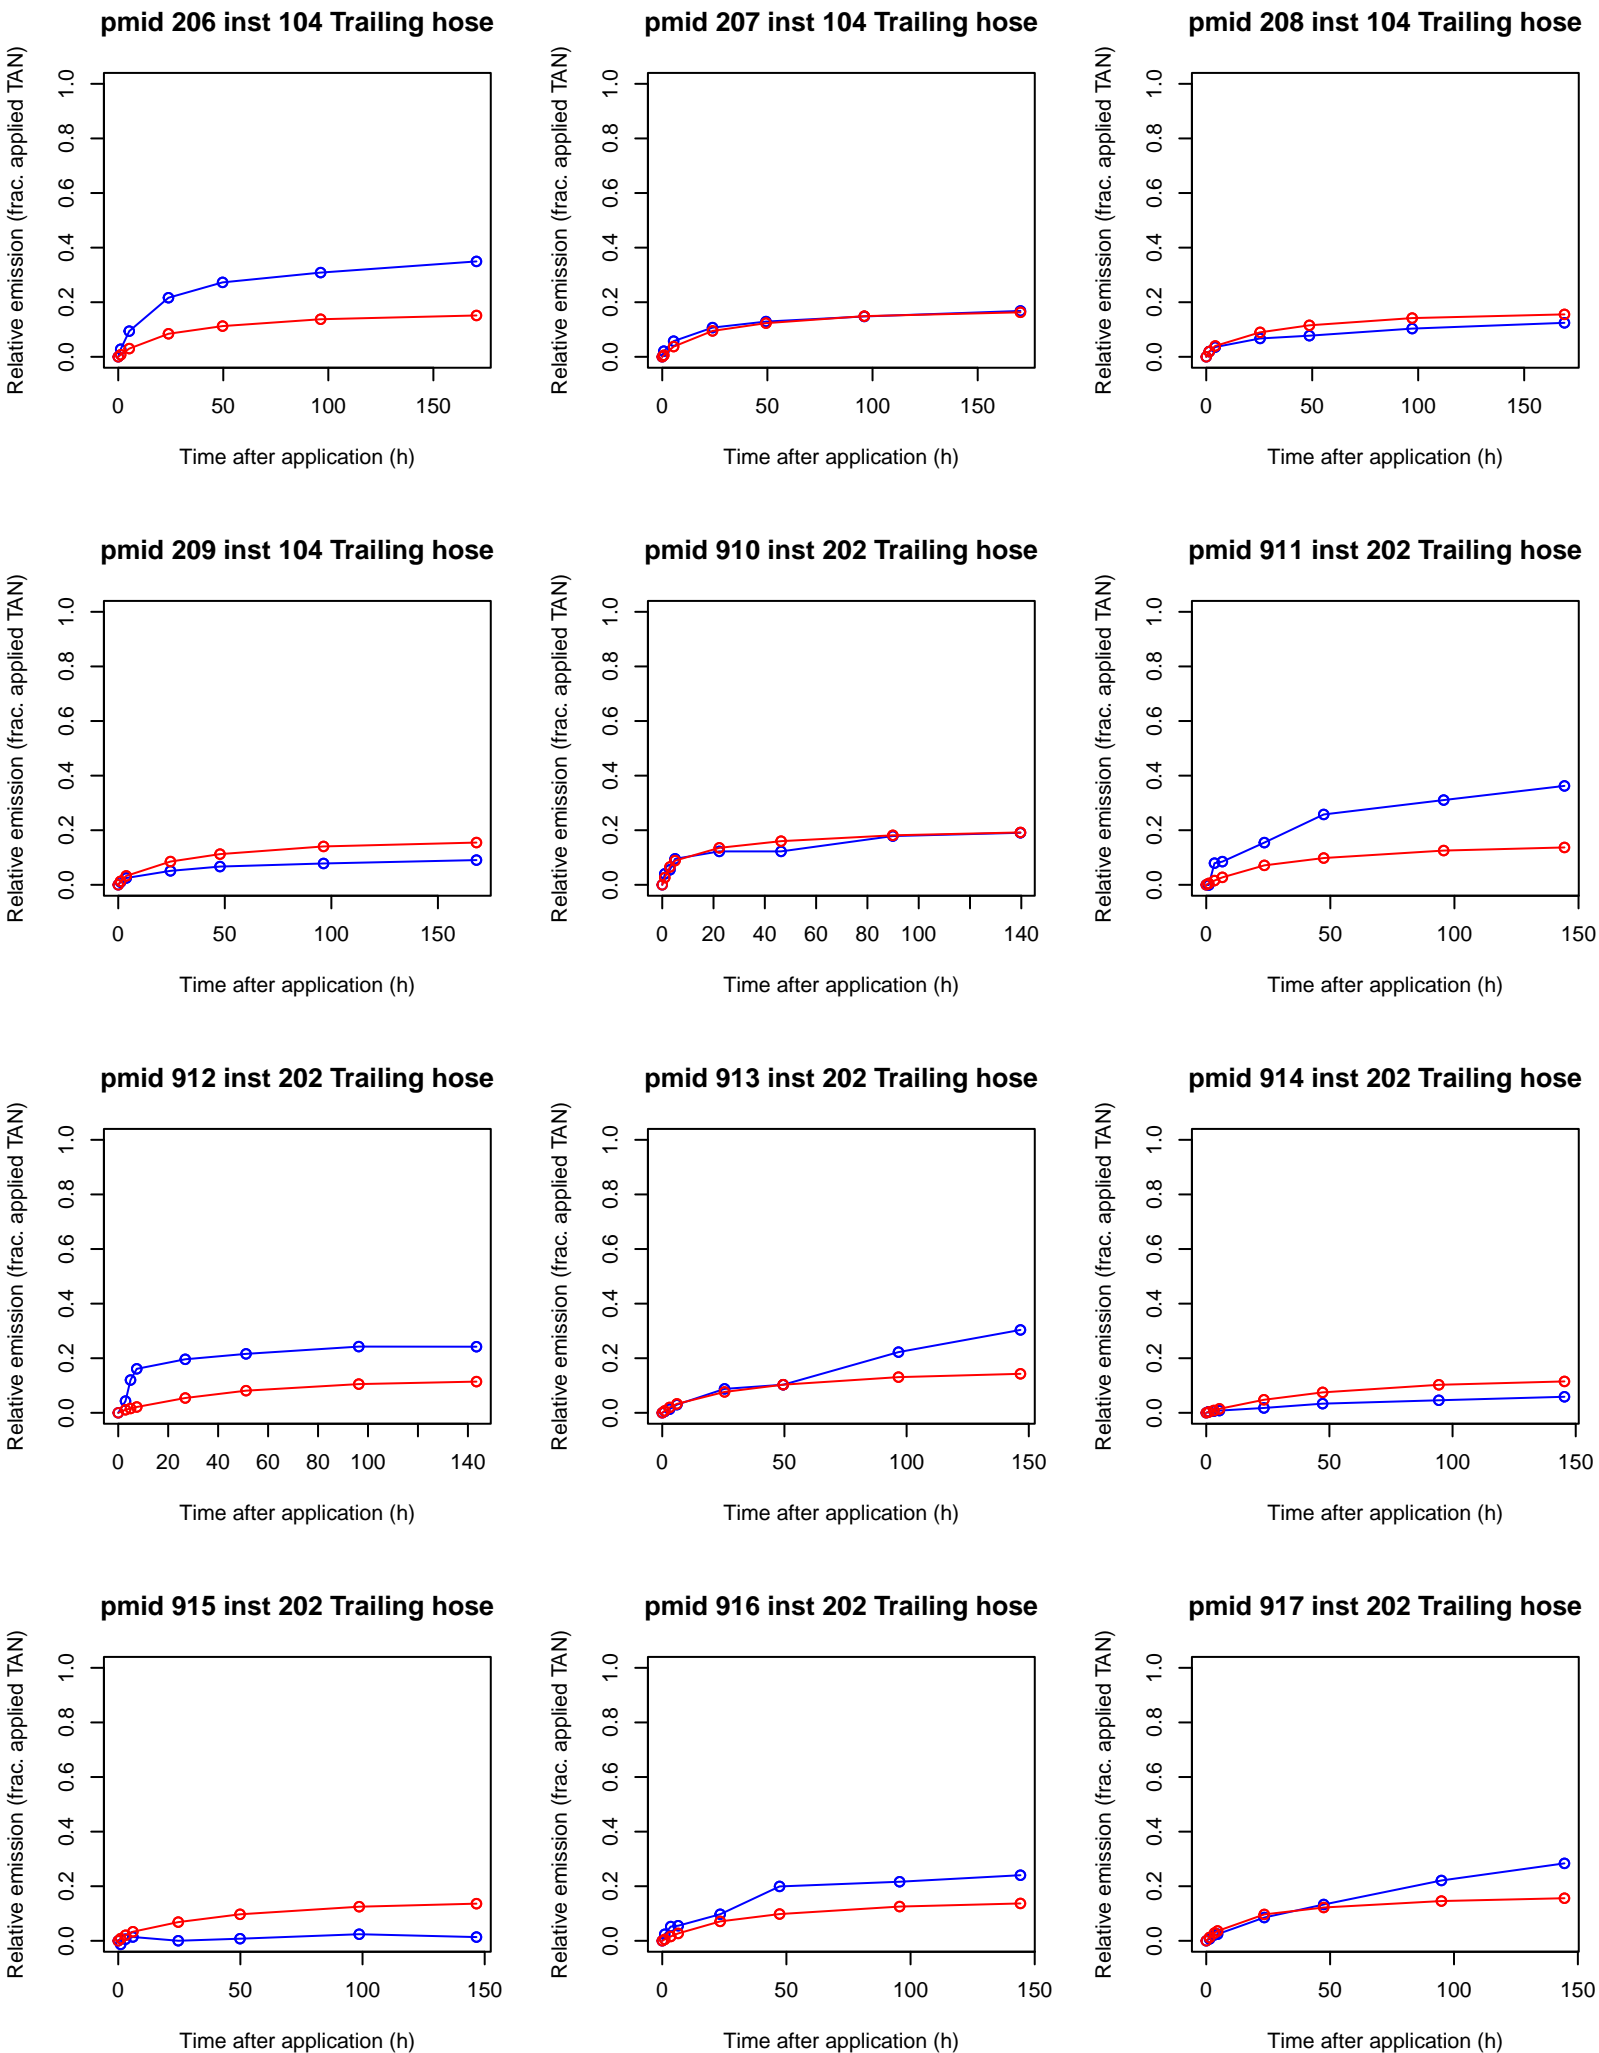 pmid 206 inst 104 Trailing hose
Relative emission (frac. applied TAN)
1.0
0.8
0.6
0.4
0.2
0.0
0 50 100 150
Time after application (h)
pmid 207 inst 104 Trailing hose
Relative emission (frac. applied TAN)
1.0
0.8
0.6
0.4
0.2
0.0
0 50 100 150
Time after application (h)
pmid 208 inst 104 Trailing hose
Relative emission (frac. applied TAN)
1.0
0.8
0.6
0.4
0.2
0.0
0 50 100 150
Time after application (h)
pmid 209 inst 104 Trailing hose
Relative emission (frac. applied TAN)
1.0
0.8
0.6
0.4
0.2
0.0
0 50 100 150
Time after application (h)
pmid 910 inst 202 Trailing hose
Relative emission (frac. applied TAN)
1.0
0.8
0.6
0.4
0.2
0.0
0 20 40 60 80 100 140
Time after application (h)
pmid 911 inst 202 Trailing hose
Relative emission (frac. applied TAN)
1.0
0.8
0.6
0.4
0.2
0.0
0 50 100 150
Time after application (h)
pmid 912 inst 202 Trailing hose
Relative emission (frac. applied TAN)
1.0
0.8
0.6
0.4
0.2
0.0
0 20 40 60 80 100 140
Time after application (h)
pmid 913 inst 202 Trailing hose
Relative emission (frac. applied TAN)
1.0
0.8
0.6
0.4
0.2
0.0
0 50 100 150
Time after application (h)
pmid 914 inst 202 Trailing hose
Relative emission (frac. applied TAN)
1.0
0.8
0.6
0.4
0.2
0.0
0 50 100 150
Time after application (h)
pmid 915 inst 202 Trailing hose
Relative emission (frac. applied TAN)
1.0
0.8
0.6
0.4
0.2
0.0
0 50 100 150
Time after application (h)
pmid 916 inst 202 Trailing hose
Relative emission (frac. applied TAN)
1.0
0.8
0.6
0.4
0.2
0.0
0 50 100 150
Time after application (h)
pmid 917 inst 202 Trailing hose
Relative emission (frac. applied TAN)
1.0
0.8
0.6
0.4
0.2
0.0
0 50 100 150
Time after application (h)